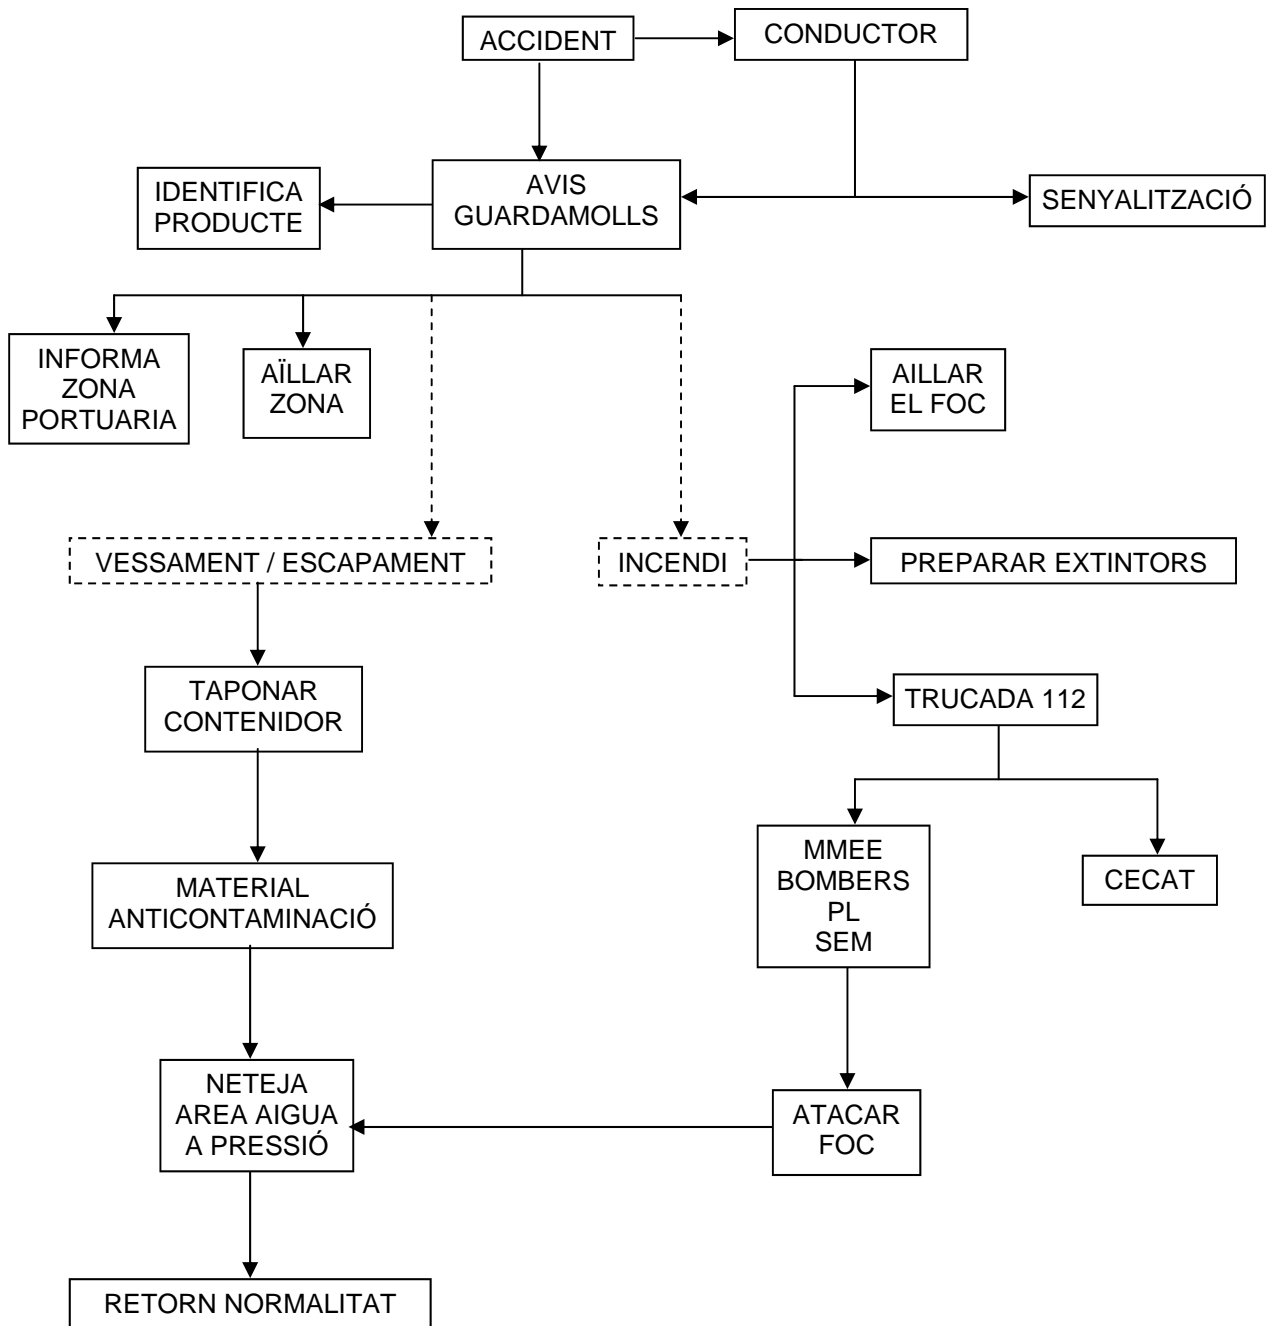 ACCIDENT
CONDUCTOR
IDENTIFICA
PRODUCTE
AVIS
GUARDAMOLLS
SENYALITZACIÓ
INFORMA
ZONA
PORTUARIA
AÏLLAR
ZONA
AILLAR
EL FOC
VESSAMENT / ESCAPAMENT
INCENDI
PREPARAR EXTINTORS
TAPONAR
CONTENIDOR
TRUCADA 112
MMEE
BOMBERS
PL
SEM
CECAT
MATERIAL
ANTICONTAMINACIÓ
NETEJA
AREA AIGUA
A PRESSIÓ
ATACAR
FOC
RETORN NORMALITAT